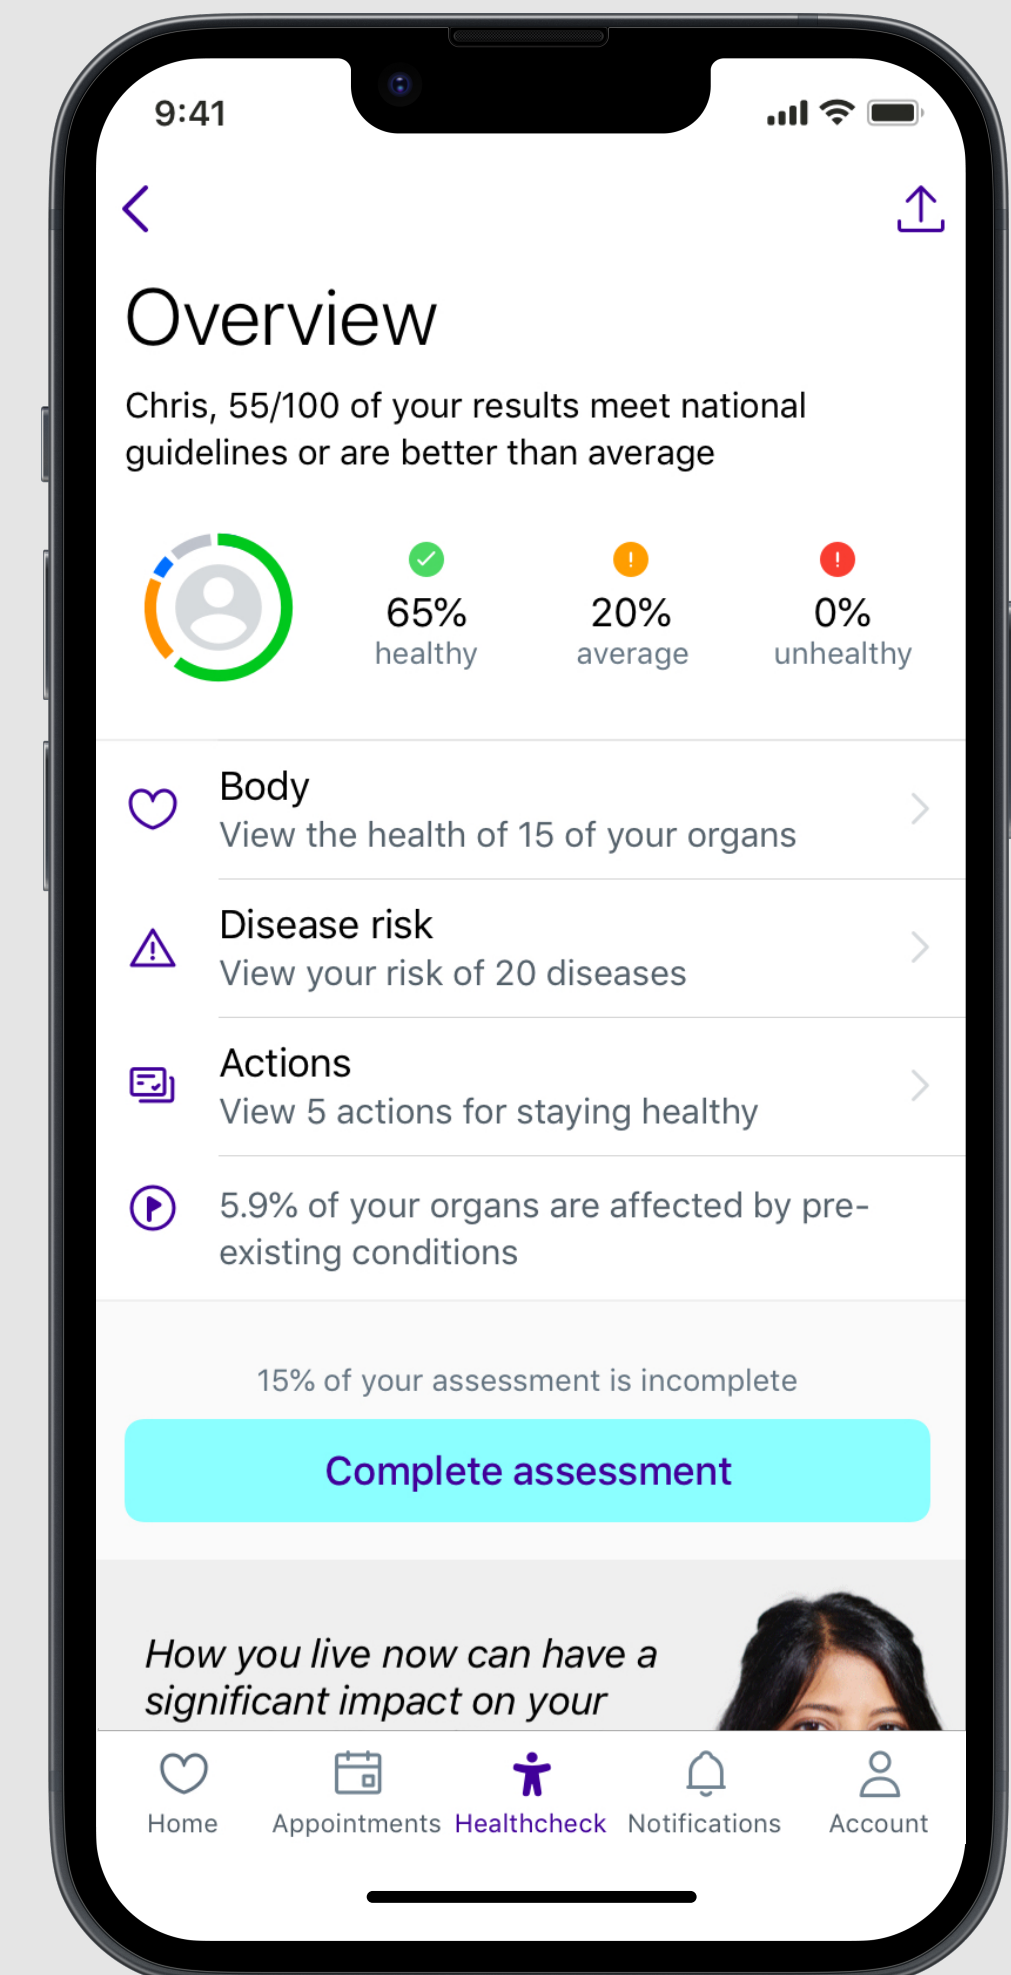 9:41
Overview
Chris, 55/100 of your results meet national
guidelines or are better than average
65%
healthy
20%
average
0%
unhealthy
Body
View the health of 15 of your organs
Disease risk
View your risk of 20 diseases
Actions
View 5 actions for staying healthy
5.9% of your organs are affected by pre-
existing conditions
15% of your assessment is incomplete
Complete assessment
How you live now can have a
significant impact on your
Home
Appointments
Healthcheck
Notifications
Account